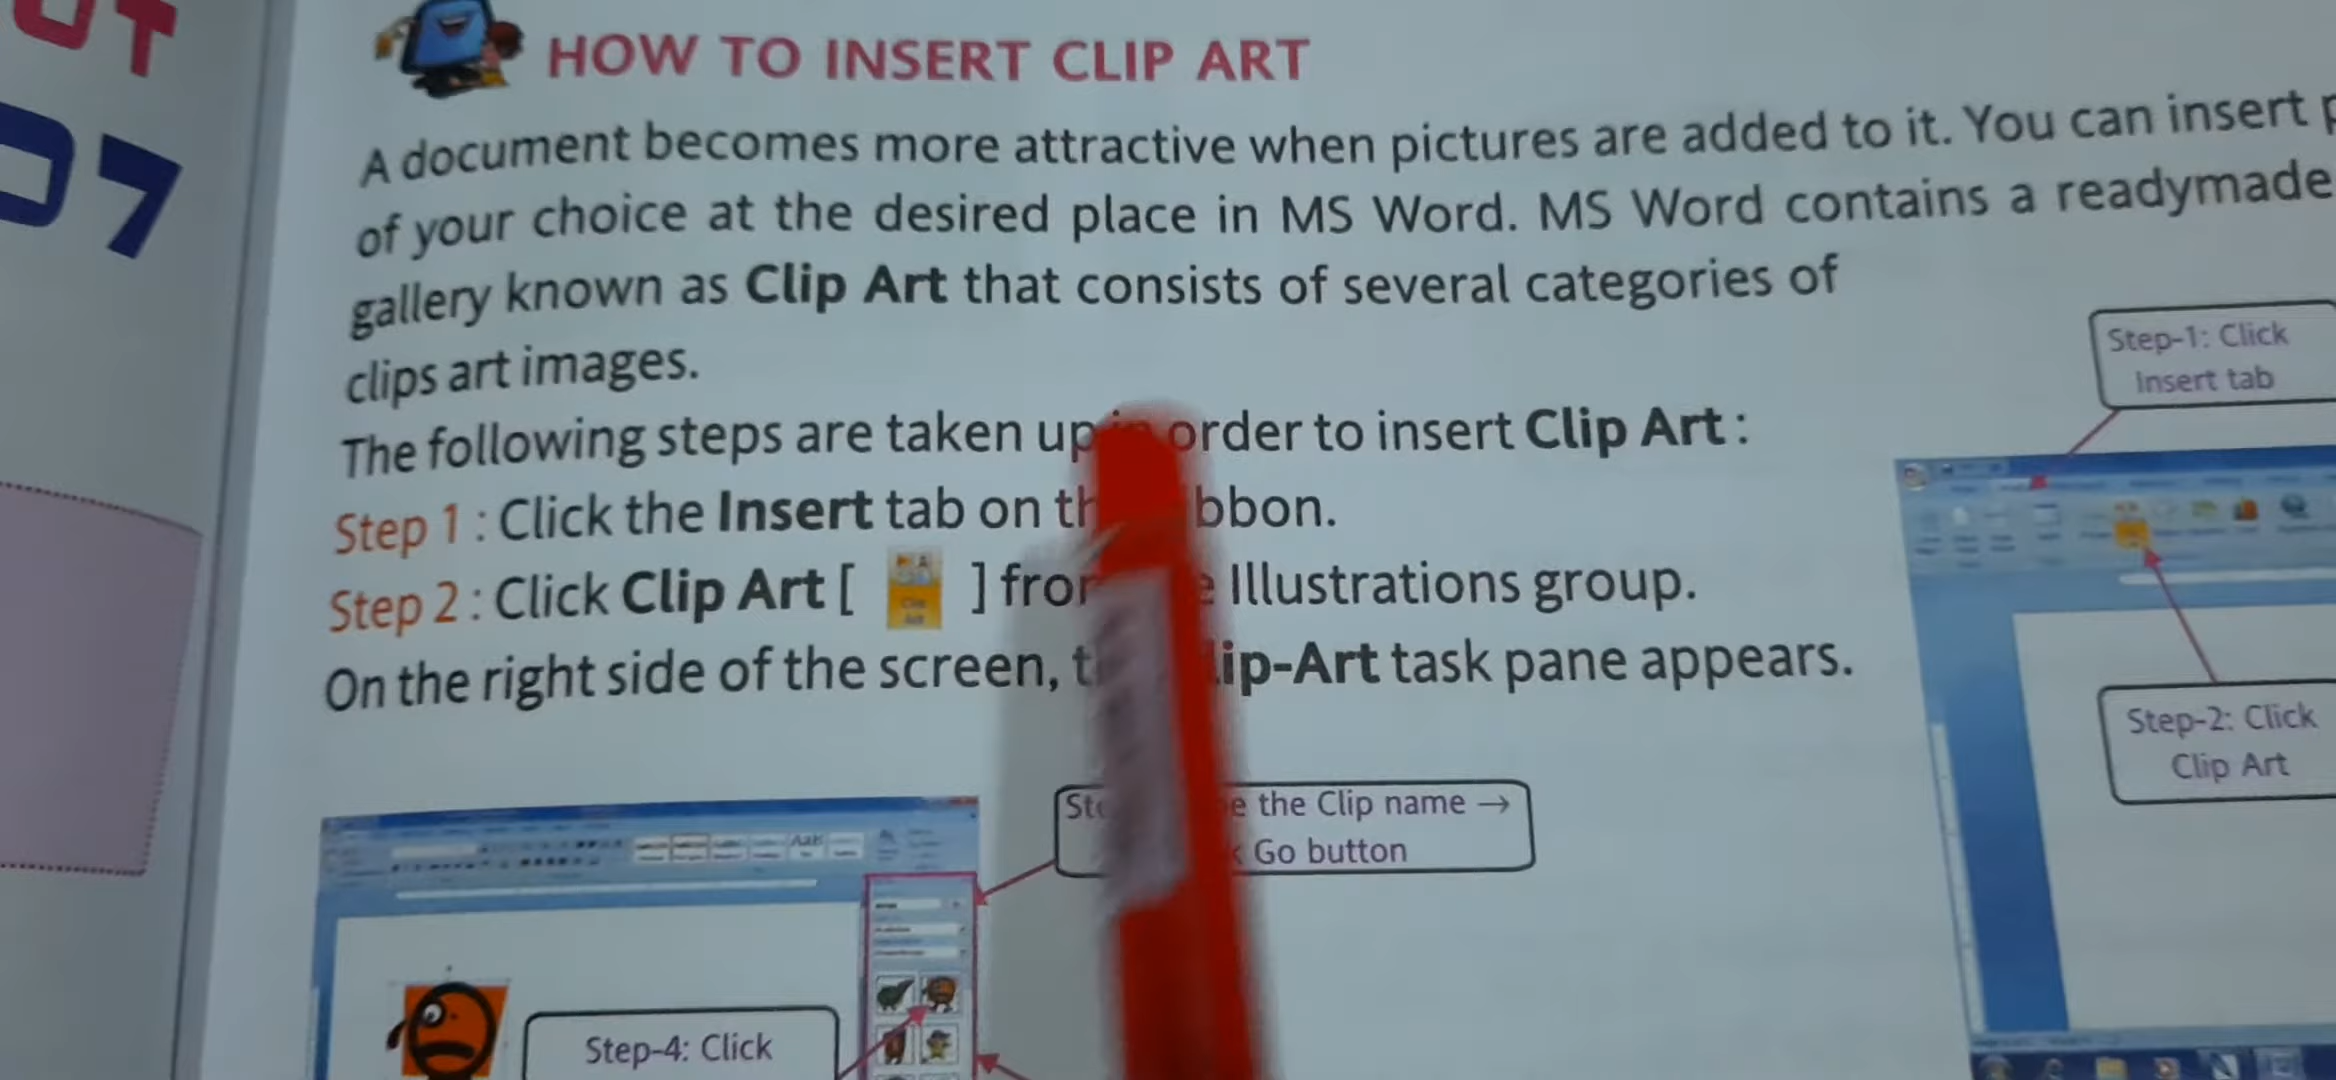 HOW TO INSERT CLIP ART
A document becomes more attractive when pictures are added to it. You can insert
of your choice at the desired place in MS Word. MS Word contains a readymade
gallery known as Clip Art that consists of several categories of
clips art images.
The following steps are taken up order to insert Clip Art :
Step 1 : Click the Insert tab on
Step 2 : Click Clip Art [ Clip Art ] Illustrations group.
On the right side of the screen, task pane appears.
Step-1: Click
Insert tab
Step-2: Click
Clip Art
the Clip name →
Go button
Step-4: Click